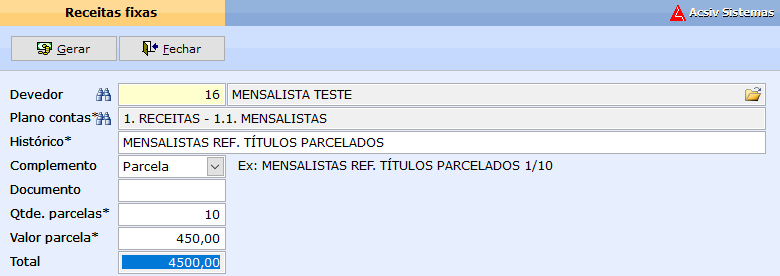 Receitas fixas
Acsiv Sistemas
Gerar Fechar
Devedor 16 MENSALISTA TESTE
Plano contas* 1. RECEITAS - 1.1. MENSALISTAS
Histórico* MENSALISTAS REF. TÍTULOS PARCELADOS
Complemento Parcela Ex: MENSALISTAS REF. TÍTULOS PARCELADOS 1/10
Documento
Qtde. parcelas* 10
Valor parcela* 450,00
Total 4500,00